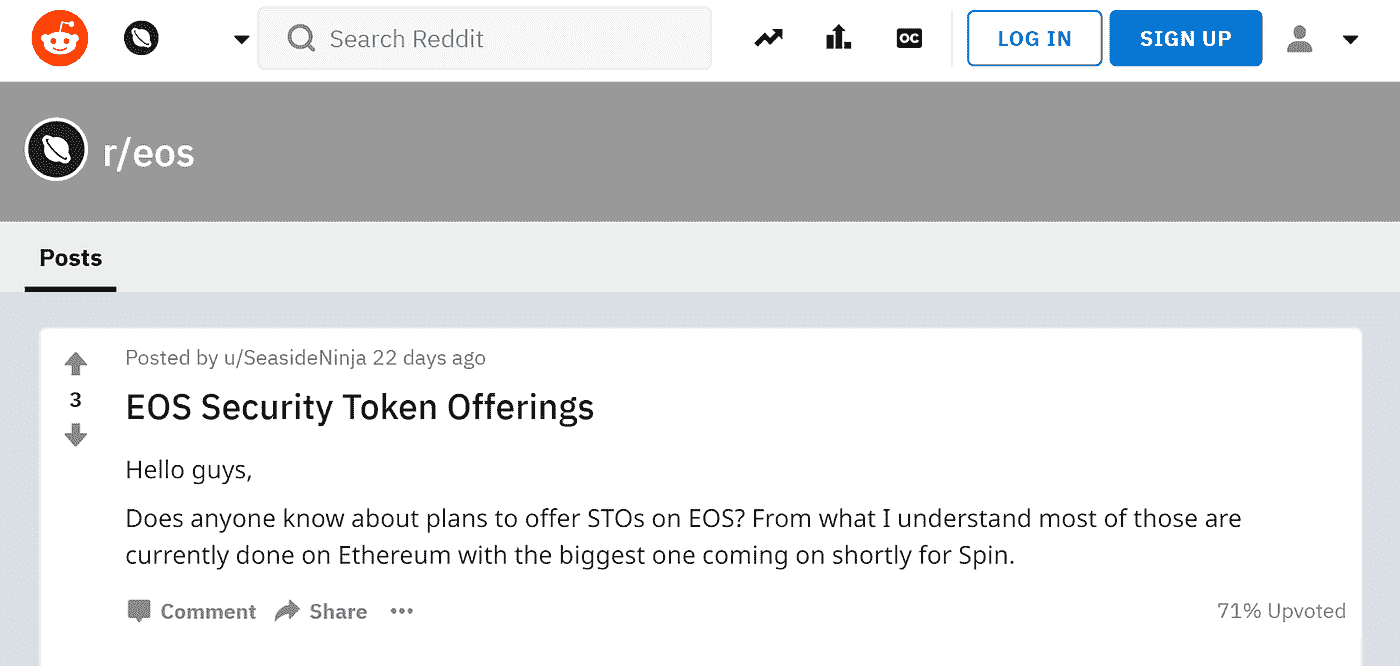 Search Reddit
OC
LOG IN
SIGN UP
r/eos
Posts
Posted by u/SeasideNinja 22 days ago
3
EOS Security Token Offerings
Hello guys,
Does anyone know about plans to offer STOs on EOS? From what I understand most of those are
currently done on Ethereum with the biggest one coming on shortly for Spin.
Comment
Share
71% Upvoted